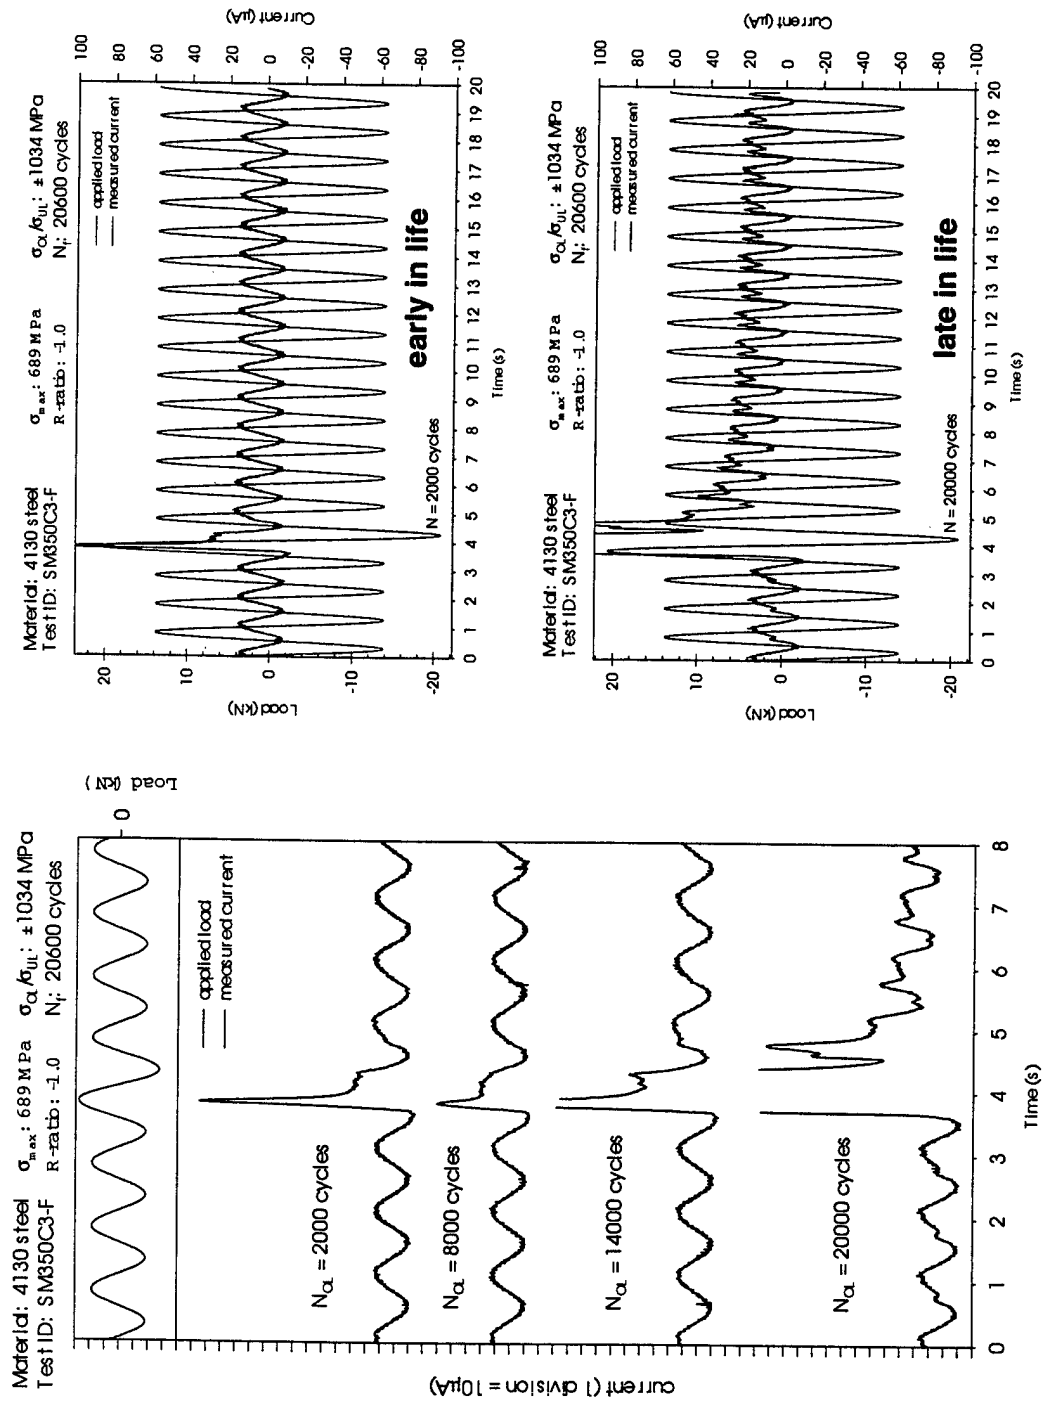 Material: 4130 steel σmax: 689 MPa σOL/σUL: ±1034 MPa
Test ID: SM350C3-F R-ratio: -1.0 Nf: 20600 cycles
Load (kN)
0
applied load
measured current
NOL = 2000 cycles
NOL = 8000 cycles
NOL = 14000 cycles
NOL = 20000 cycles
current (1 division = 10μA)
0 1 2 3 4 5 6 7 8
Time (s)
Material: 4130 steel σmax: 689 MPa σOL/σUL: ±1034 MPa
Test ID: SM350C3-F R-ratio: -1.0 Nf: 20600 cycles
applied load
measured current
Load (kN)
20
10
0
-10
-20
Current (μA)
100
80
60
40
20
0
-20
-40
-60
-80
-100
N = 20000 cycles
early in life
0 1 2 3 4 5 6 7 8 9 10 11 12 13 14 15 16 17 18 19 20
Time (s)
Material: 4130 steel σmax: 689 MPa σOL/σUL: ±1034 MPa
Test ID: SM350C3-F R-ratio: -1.0 Nf: 20600 cycles
applied load
measured current
Load (kN)
20
10
0
-10
-20
Current (μA)
100
80
60
40
20
0
-20
-40
-60
-80
-100
N = 20000 cycles
late in life
0 1 2 3 4 5 6 7 8 9 10 11 12 13 14 15 16 17 18 19 20
Time (s)